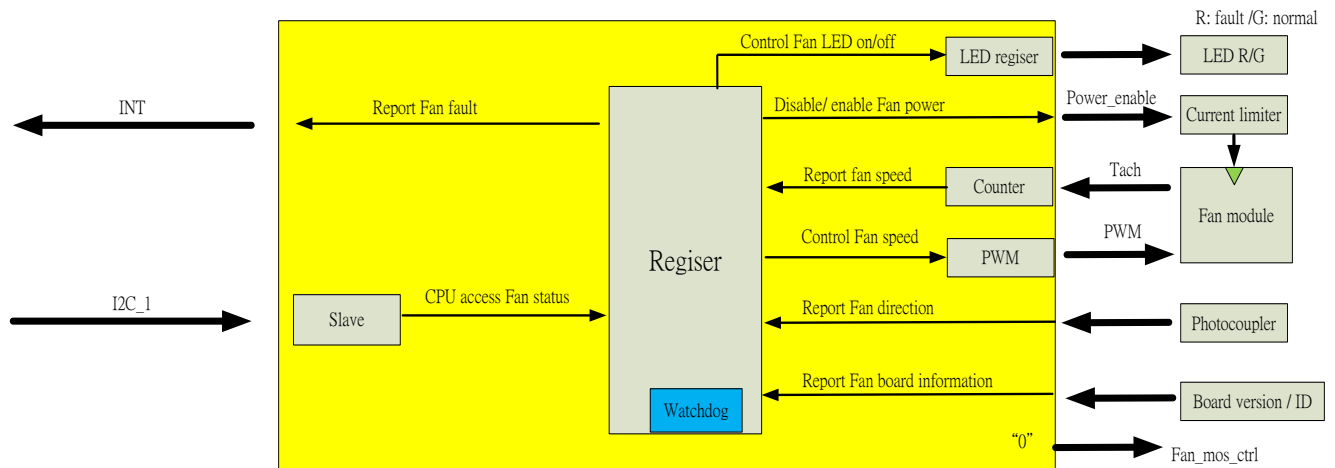 R: fault /G: normal
Control Fan LED on/off
LED regiser
LED R/G
INT
Report Fan fault
Disable/ enable Fan power
Power_enable
Current limiter
Report fan speed
Counter
Tach
Fan module
Regiser
Control Fan speed
PWM
PWM
I2C_1
Slave
CPU access Fan status
Report Fan direction
Photocoupler
Report Fan board information
Watchdog
Board version / ID
“0”
Fan_mos_ctrl